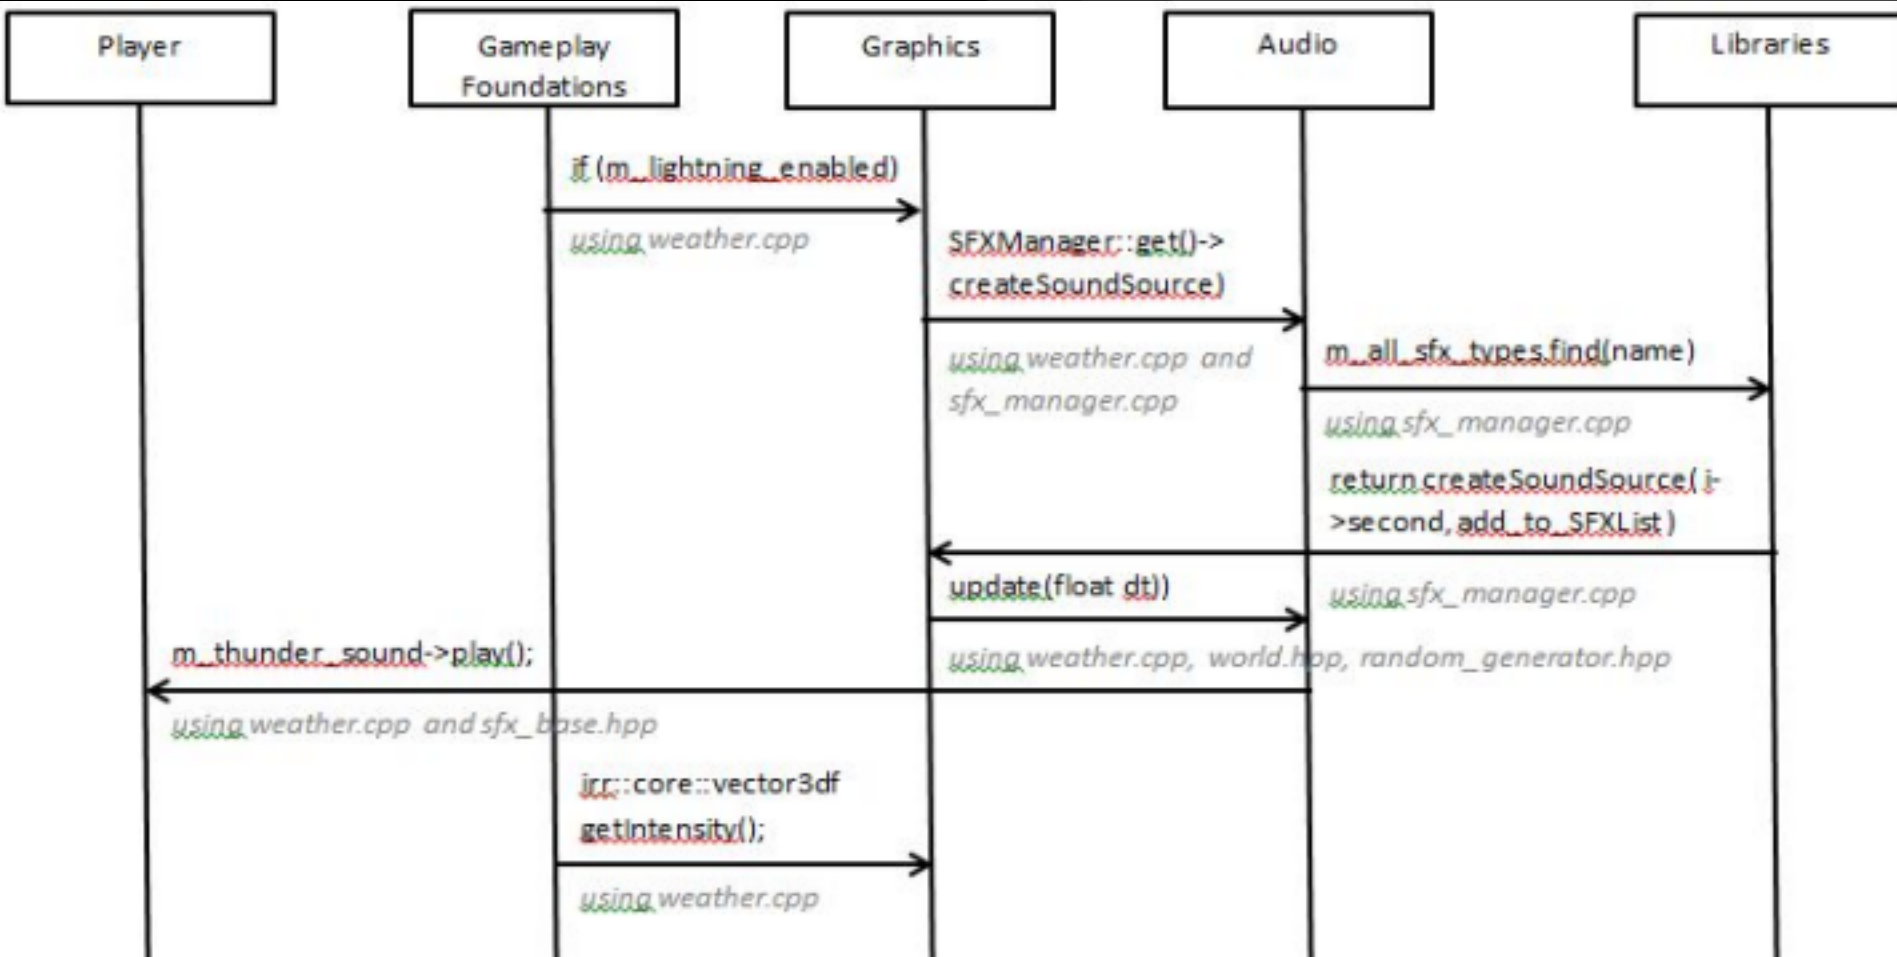 Player
Gameplay
Foundations
Graphics
Audio
Libraries
if (m_lightning_enabled)
using weather.cpp
SFXManager::get()->
createSoundSource)
using weather.cpp and
sfx_manager.cpp
m_all_sfx_types.find(name)
using sfx_manager.cpp
return createSoundSource( i-
>second, add_to_SFXList )
using sfx_manager.cpp
update(float dt))
using weather.cpp, world.hpp, random_generator.hpp
m_thunder_sound->play();
using weather.cpp and sfx_base.hpp
irr::core::vector3df
getIntensity();
using weather.cpp